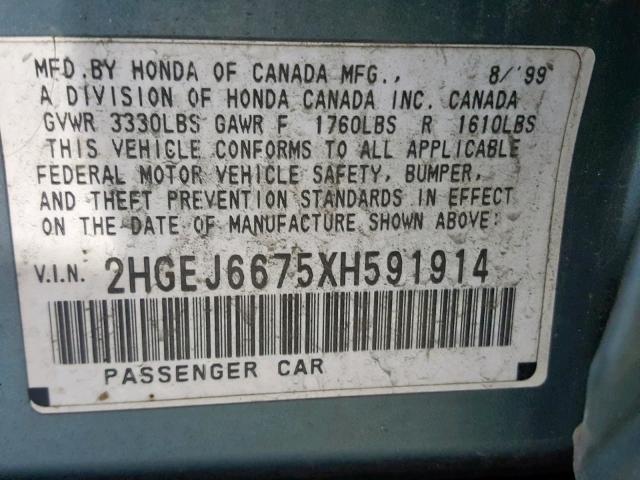 MFD.BY HONDA OF CANADA MFG., 8/'99
A DIVISION OF HONDA CANADA INC. CANADA
GVWR 3330LBS GAWR F 1760LBS R 1610LBS
THIS VEHICLE CONFORMS TO ALL APPLICABLE
FEDERAL MOTOR VEHICLE SAFETY, BUMPER,
AND THEFT PREVENTION STANDARDS IN EFFECT
ON THE DATE OF MANUFACTURE SHOWN ABOVE:
V.I.N. 2HGEJ6675XH591914
PASSENGER CAR